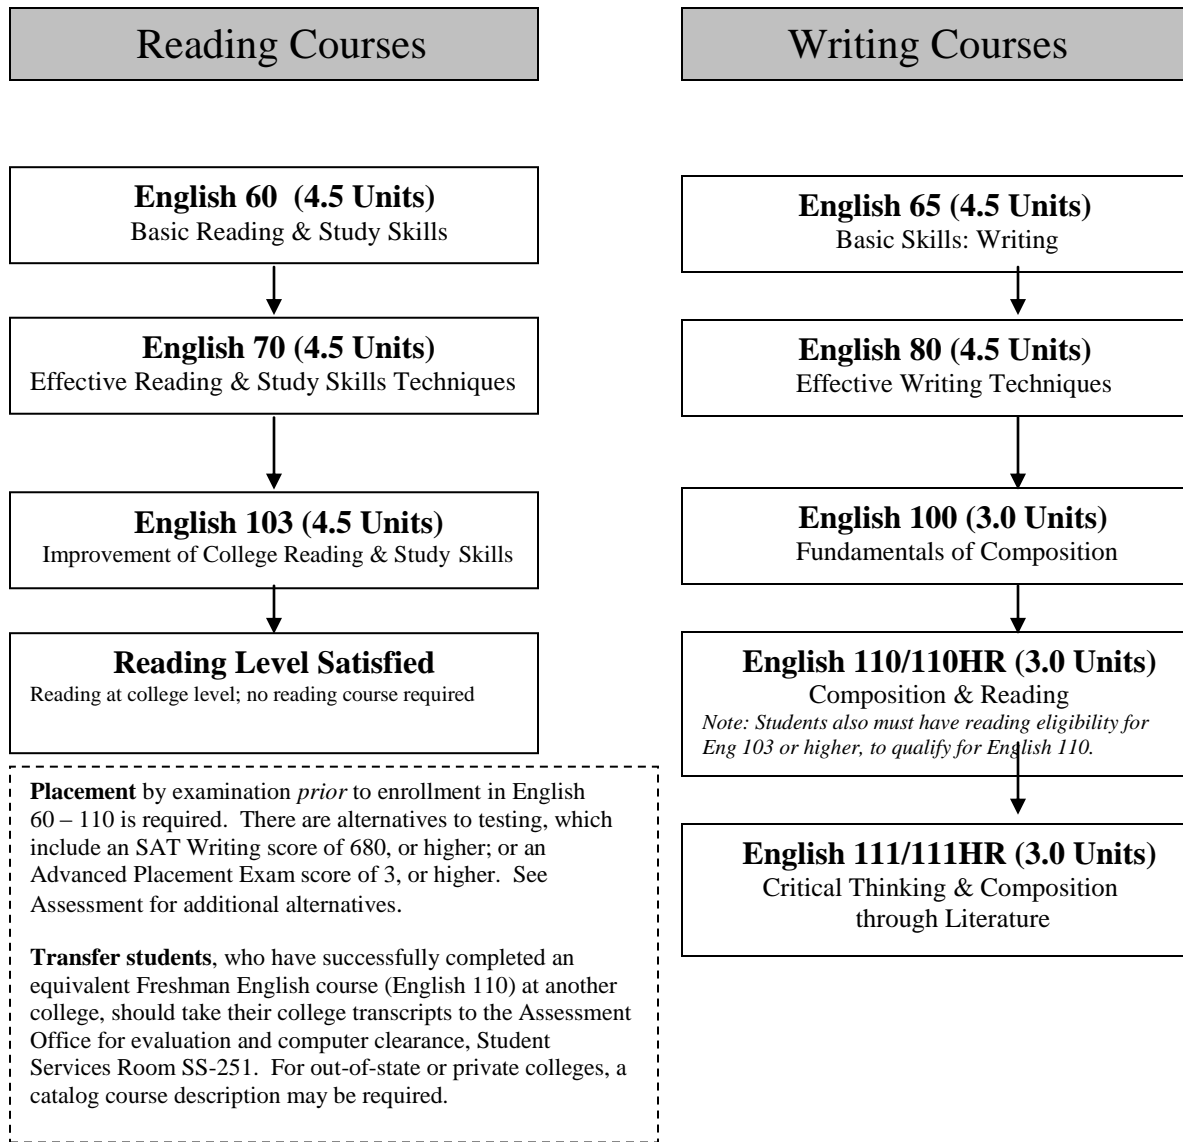 Reading Courses
English 60  (4.5 Units)
Basic Reading & Study Skills
English 70 (4.5 Units)
Effective Reading & Study Skills Techniques
English 103 (4.5 Units)
Improvement of College Reading & Study Skills
Reading Level Satisfied
Reading at college level; no reading course required
Placement by examination prior to enrollment in English
60 – 110 is required.  There are alternatives to testing, which
include an SAT Writing score of 680, or higher; or an
Advanced Placement Exam score of 3, or higher.  See
Assessment for additional alternatives.
Transfer students, who have successfully completed an
equivalent Freshman English course (English 110) at another
college, should take their college transcripts to the Assessment
Office for evaluation and computer clearance, Student
Services Room SS-251.  For out-of-state or private colleges, a
catalog course description may be required.
Writing Courses
English 65 (4.5 Units)
Basic Skills: Writing
English 80 (4.5 Units)
Effective Writing Techniques
English 100 (3.0 Units)
Fundamentals of Composition
English 110/110HR (3.0 Units)
Composition & Reading
Note: Students also must have reading eligibility for
Eng 103 or higher, to qualify for English 110.
English 111/111HR (3.0 Units)
Critical Thinking & Composition
through Literature